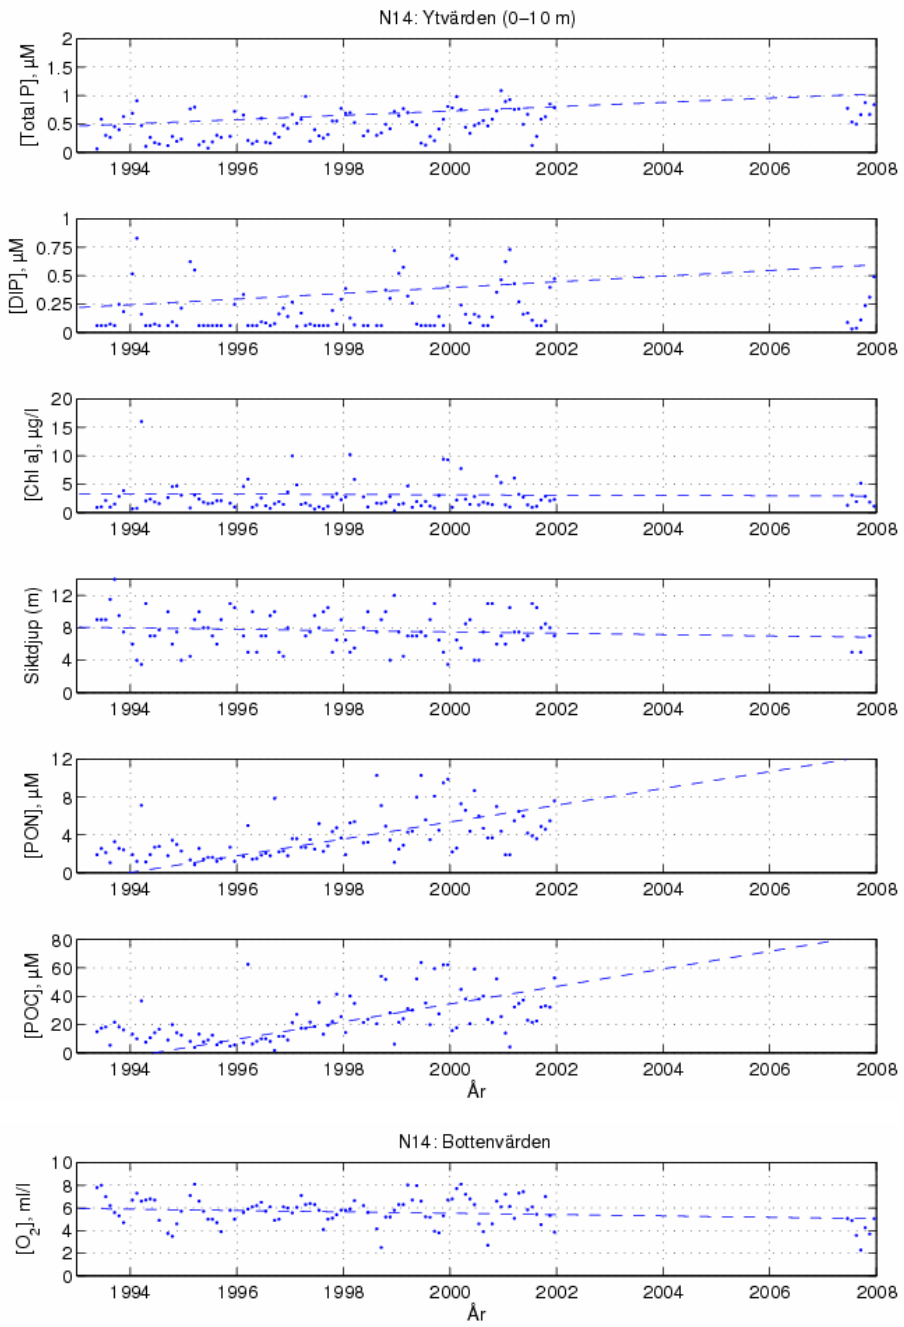 N14: Ytvärden (0–10 m)
[Total P], µM
2
1.5
1
0.5
0
1994 1996 1998 2000 2002 2004 2006 2008
[DIP], µM
1
0.75
0.5
0.25
0
1994 1996 1998 2000 2002 2004 2006 2008
[Chl a], µg/l
20
15
10
5
0
1994 1996 1998 2000 2002 2004 2006 2008
Siktdjup (m)
12
8
4
0
1994 1996 1998 2000 2002 2004 2006 2008
[PON], µM
12
8
4
0
1994 1996 1998 2000 2002 2004 2006 2008
[POC], µM
80
60
40
20
0
1994 1996 1998 2000 2002 2004 2006 2008
År
N14: Bottenvärden
[O2], ml/l
10
8
6
4
2
0
1994 1996 1998 2000 2002 2004 2006 2008
År